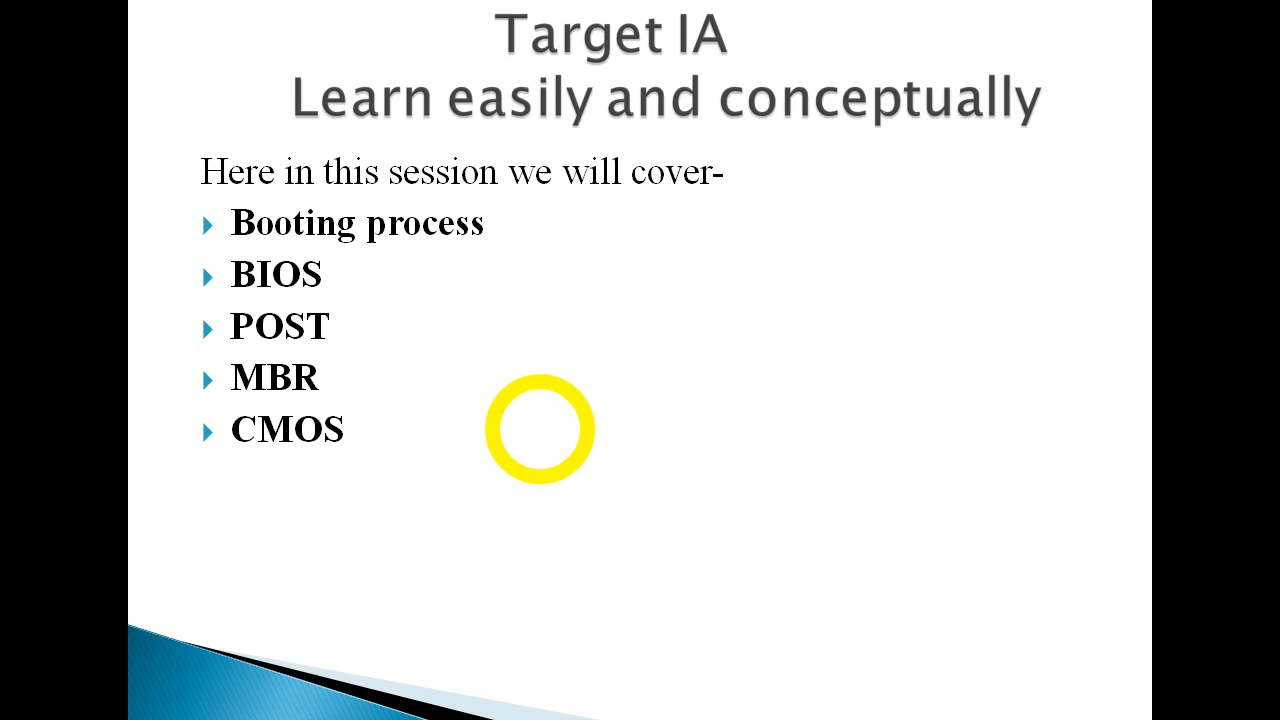 Target IA
Learn easily and conceptually
Here in this session we will cover-
Booting process
BIOS
POST
MBR
CMOS